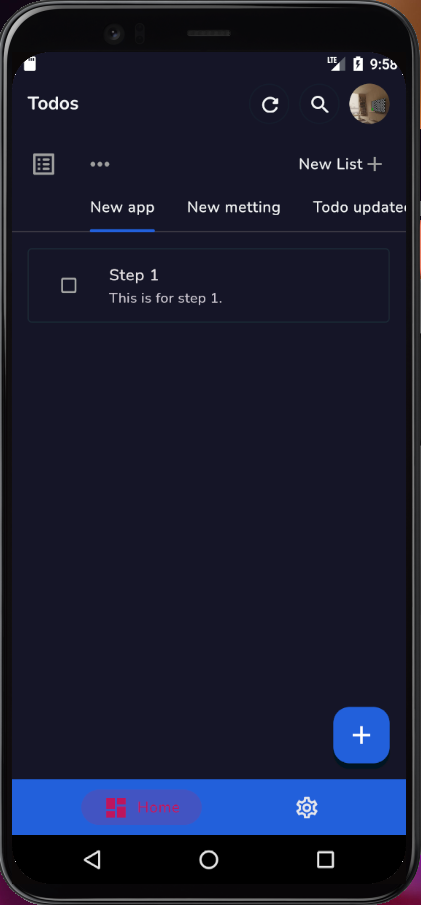 LTE 9:58
Todos
New List
New app New metting Todo updated
Step 1
This is for step 1.
Home